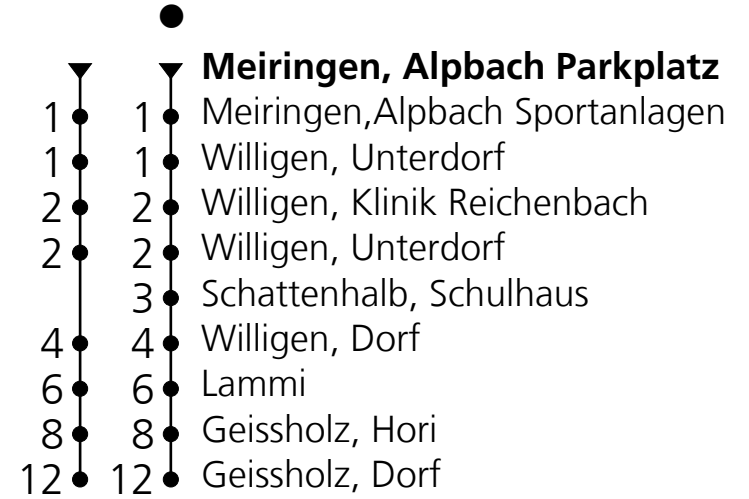 Meiringen, Alpbach Parkplatz
1 1 Meiringen,Alpbach Sportanlagen
1 1 Willigen, Unterdorf
2 2 Willigen, Klinik Reichenbach
2 2 Willigen, Unterdorf
3 Schattenhalb, Schulhaus
4 4 Willigen, Dorf
6 6 Lammi
8 8 Geissholz, Hori
12 12 Geissholz, Dorf